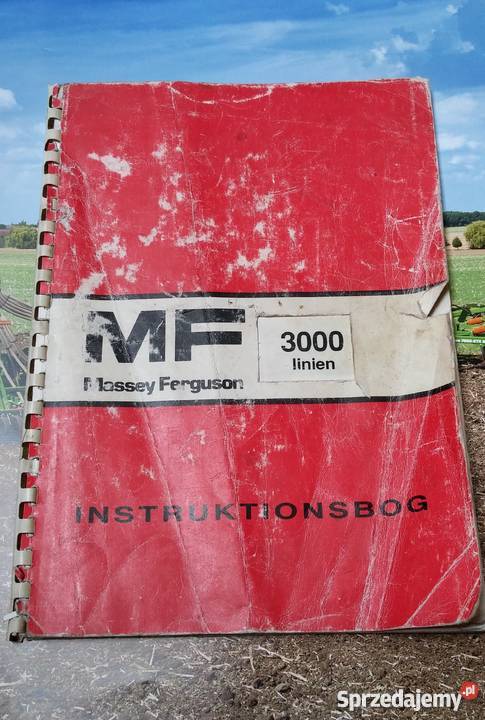 MF
Massey Ferguson
3000
linien
INSTRUKTIONSBOG
Sprzedajemy.pl